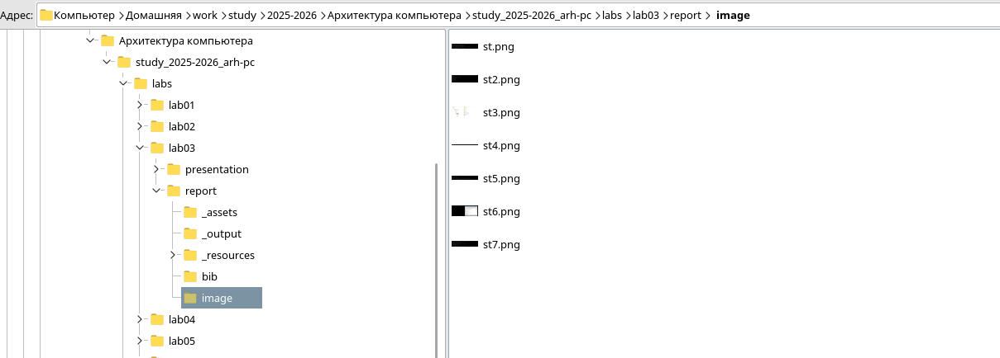 Адрес: Компьютер Домашняя work study 2025-2026 Архитектура компьютера study_2025-2026_arh-pc labs lab03 report image
Архитектура компьютера
study_2025-2026_arh-pc
labs
lab01
lab02
lab03
presentation
report
_assets
_output
_resources
bib
image
lab04
lab05
st.png
st2.png
st3.png
st4.png
st5.png
st6.png
st7.png